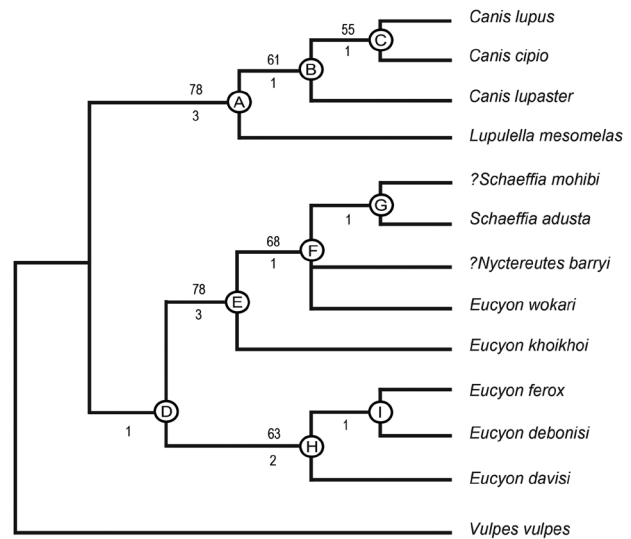 Canis lupus
55
C
1
Canis cipio
61
B
1
Canis lupaster
78
A
3
Lupulella mesomelas
?Schaeffia mohibi
G
1
Schaeffia adusta
68
F
1
?Nyctereutes barryi
78
E
3
Eucyon wokari
Eucyon khoikhoi
Eucyon ferox
D
1
I
1
Eucyon debonisi
63
H
2
Eucyon davisi
Vulpes vulpes